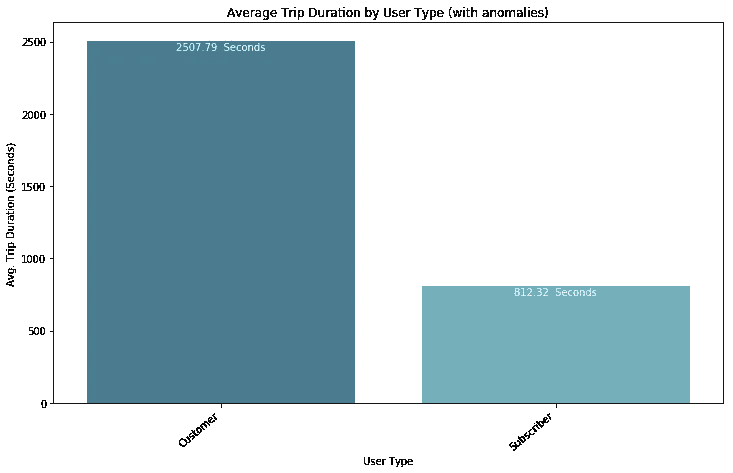 Average Trip Duration by User Type (with anomalies)
2500
2507.79 Seconds
2000
1500
Avg. Trip Duration (Seconds)
1000
812.32 Seconds
500
0
Customer
Subscriber
User Type